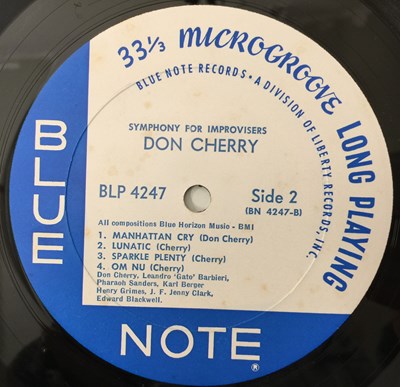 33⅓ MICROGROOVE LONG PLAYING
BLUE NOTE RECORDS • A DIVISION OF LIBERTY RECORDS, INC.
SYMPHONY FOR IMPROVISERS
DON CHERRY
BLP 4247
Side 2
(BN 4247-B)
All compositions Blue Horizon Music - BMI
1. MANHATTAN CRY (Don Cherry)
2. LUNATIC (Cherry)
3. SPARKLE PLENTY (Cherry)
4. OM NU (Cherry)
Don Cherry, Leandro 'Gato' Barbieri,
Pharaoh Sanders, Karl Berger
Henry Grimes, J. F. Jenny Clark,
Edward Blackwell.
BLUE
NOTE®